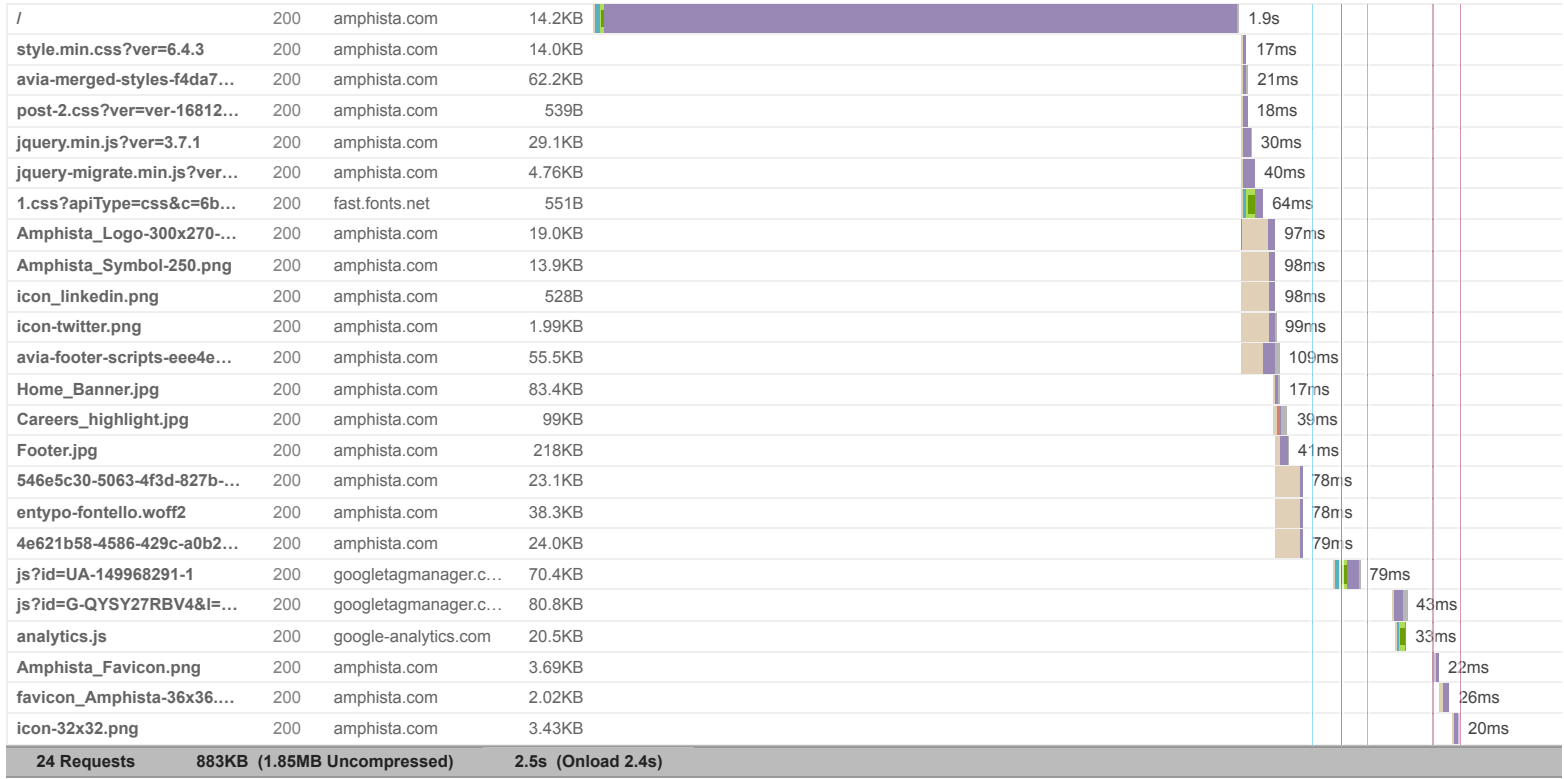 / 200 amphista.com 14.2KB 1.9s
style.min.css?ver=6.4.3 200 amphista.com 14.0KB 17ms
avia-merged-styles-f4da7… 200 amphista.com 62.2KB 21ms
post-2.css?ver=ver-16812… 200 amphista.com 539B 18ms
jquery.min.js?ver=3.7.1 200 amphista.com 29.1KB 30ms
jquery-migrate.min.js?ver… 200 amphista.com 4.76KB 40ms
1.css?apiType=css&c=6b… 200 fast.fonts.net 551B 64ms
Amphista_Logo-300x270-… 200 amphista.com 19.0KB 97ms
Amphista_Symbol-250.png 200 amphista.com 13.9KB 98ms
icon_linkedin.png 200 amphista.com 528B 98ms
icon-twitter.png 200 amphista.com 1.99KB 99ms
avia-footer-scripts-eee4e… 200 amphista.com 55.5KB 109ms
Home_Banner.jpg 200 amphista.com 83.4KB 17ms
Careers_highlight.jpg 200 amphista.com 99KB 39ms
Footer.jpg 200 amphista.com 218KB 41ms
546e5c30-5063-4f3d-827b-… 200 amphista.com 23.1KB 78ms
entypo-fontello.woff2 200 amphista.com 38.3KB 78ms
4e621b58-4586-429c-a0b2… 200 amphista.com 24.0KB 79ms
js?id=UA-149968291-1 200 googletagmanager.c… 70.4KB 79ms
js?id=G-QYSY27RBV4&l=… 200 googletagmanager.c… 80.8KB 43ms
analytics.js 200 google-analytics.com 20.5KB 33ms
Amphista_Favicon.png 200 amphista.com 3.69KB 22ms
favicon_Amphista-36x36.… 200 amphista.com 2.02KB 26ms
icon-32x32.png 200 amphista.com 3.43KB 20ms
24 Requests 883KB (1.85MB Uncompressed) 2.5s (Onload 2.4s)